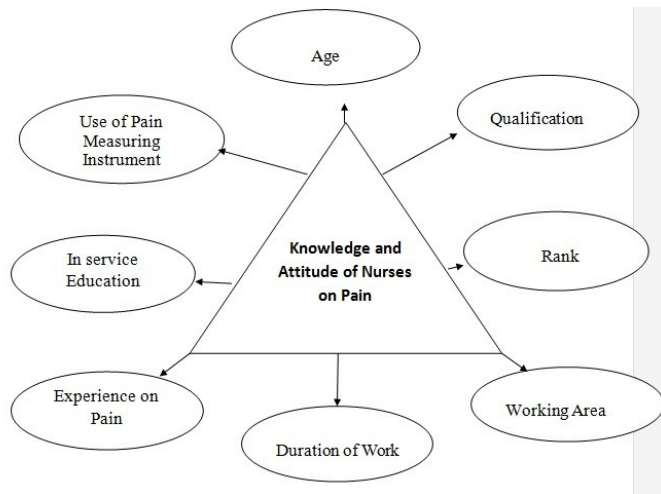 Age
Qualification
Use of Pain
Measuring
Instrument
Knowledge and
Attitude of Nurses
on Pain
Rank
In service
Education
Experience on
Pain
Duration of Work
Working Area